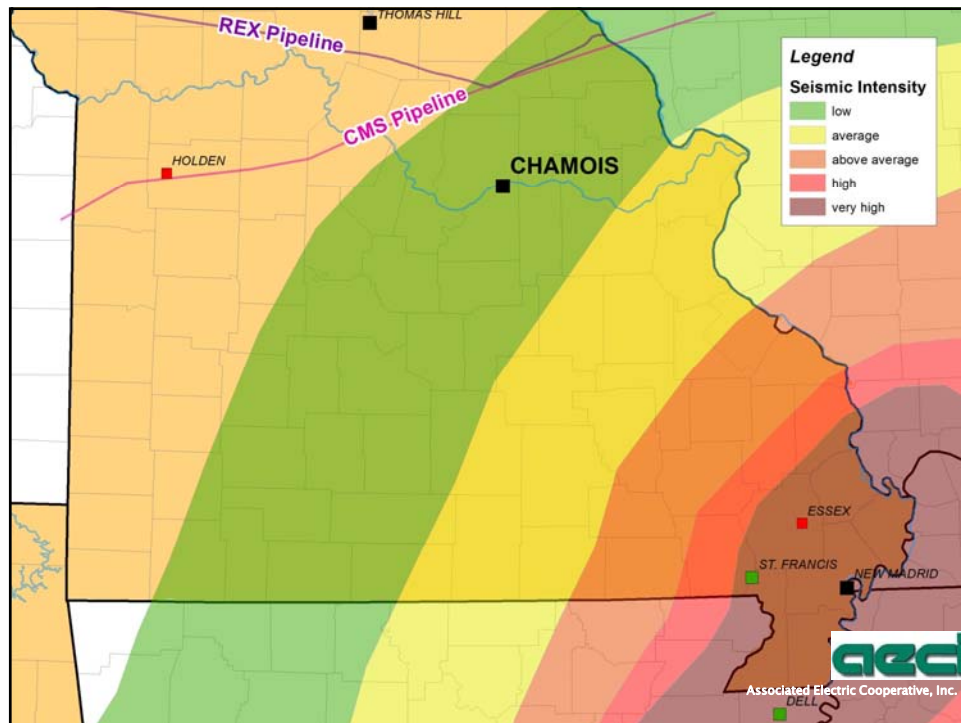 THOMAS HILL
REX Pipeline
CMS Pipeline
HOLDEN
CHAMOIS
Legend
Seismic Intensity
low
average
above average
high
very high
ESSEX
ST. FRANCIS
NEW MADRID
aeci
Associated Electric Cooperative, Inc.
DELL